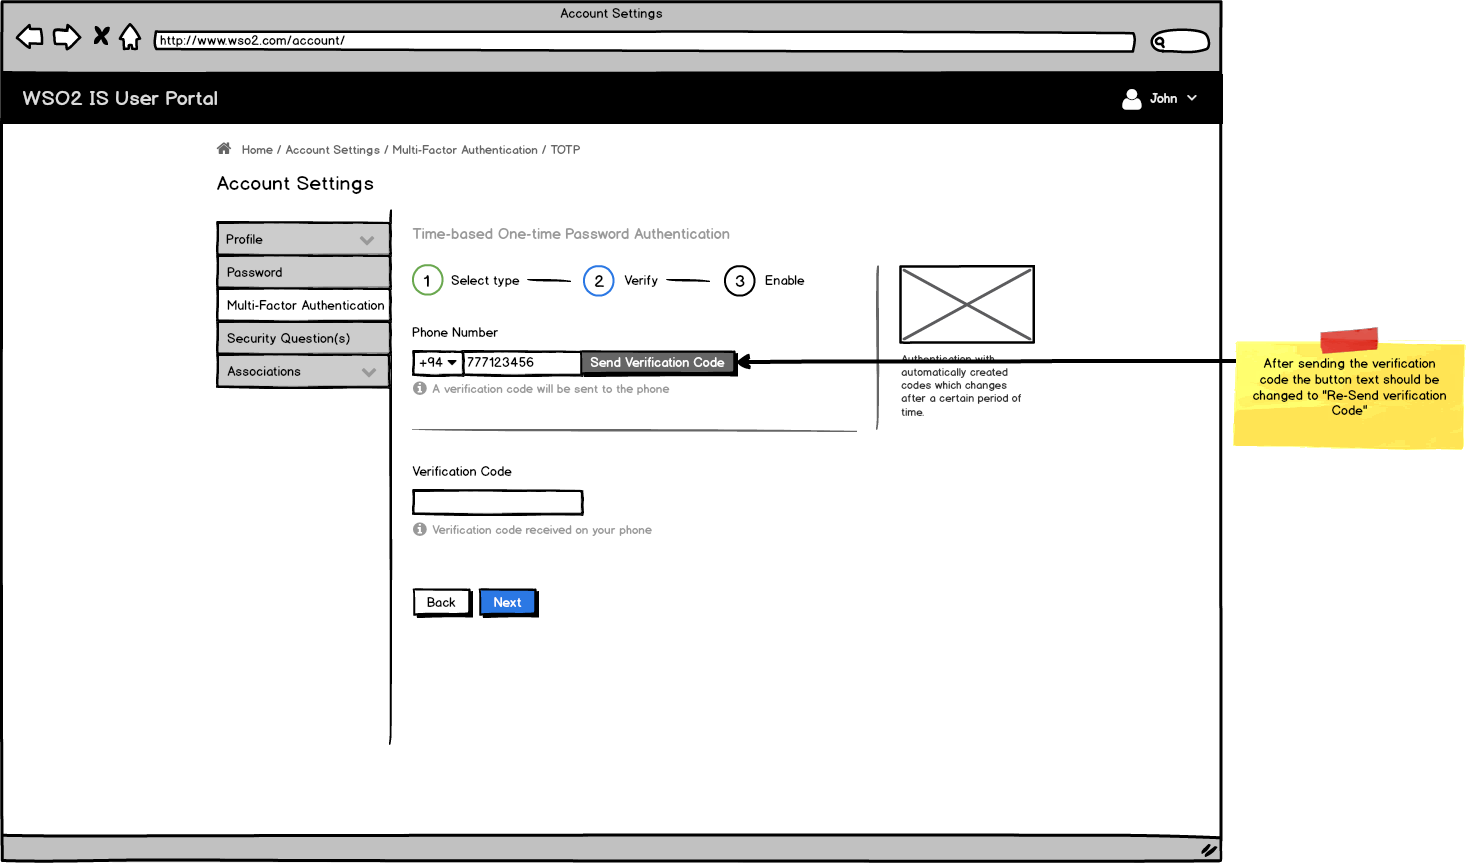 Account Settings
http://www.wso2.com/account/
WSO2 IS User Portal
John
Home / Account Settings / Multi-Factor Authentication / TOTP
Account Settings
Profile
Password
Multi-Factor Authentication
Security Question(s)
Associations
Time-based One-time Password Authentication
1 Select type
2 Verify
3 Enable
Phone Number
+94 777123456 Send Verification Code
A verification code will be sent to the phone
Authentication with
automatically created
codes which changes
after a certain period of
time.
Verification Code
Verification code received on your phone
Back Next
After sending the verification
code the button text should be
changed to "Re-Send verification
Code"